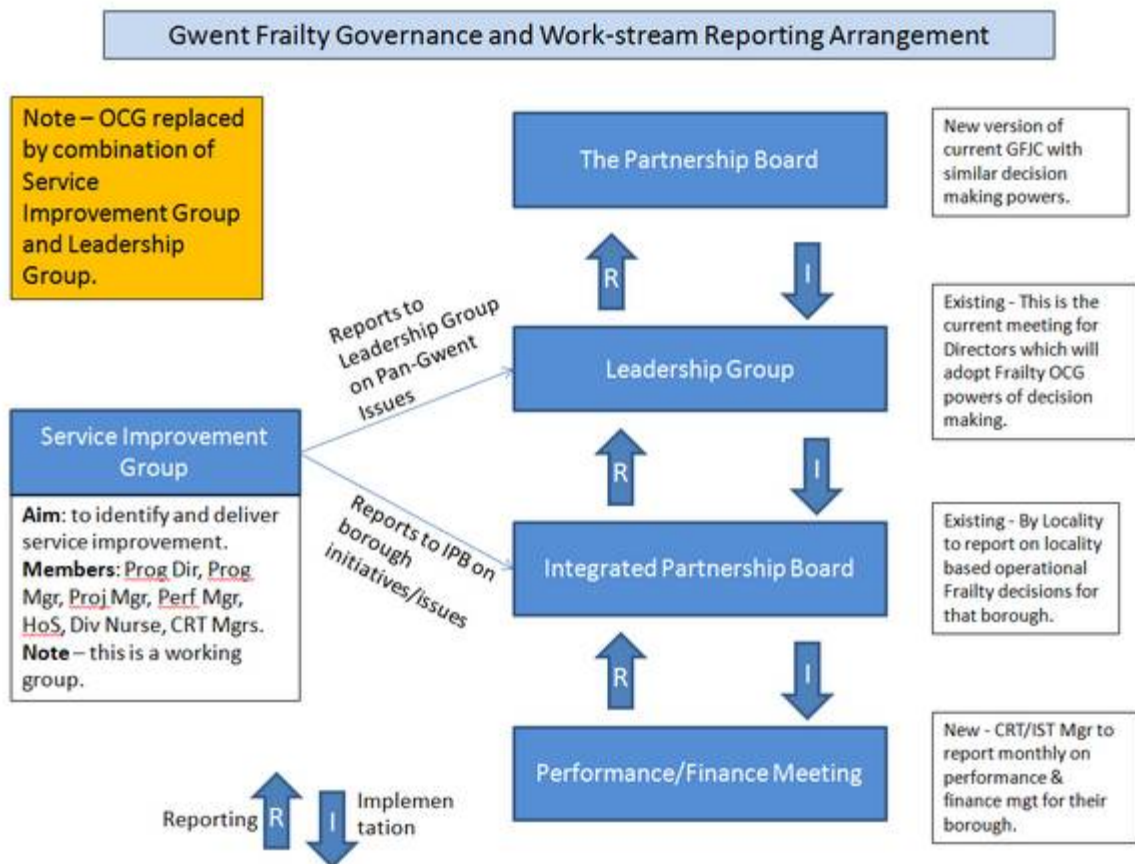 Gwent Frailty Governance and Work-stream Reporting Arrangement
Note – OCG replaced
by combination of
Service
Improvement Group
and Leadership
Group.
The Partnership Board
New version of
current GFJC with
similar decision
making powers.
R
I
Reports to
Leadership Group
on Pan-Gwent
Issues
Leadership Group
Existing - This is the
current meeting for
Directors which will
adopt Frailty OCG
powers of decision
making.
Service Improvement
Group
Aim: to identify and deliver
service improvement.
Members: Prog Dir, Prog
Mgr, Proj Mgr, Perf Mgr,
HoS, Div Nurse, CRT Mgrs.
Note – this is a working
group.
R
I
Reports to IPB on
borough
initiatives/issues
Integrated Partnership Board
Existing - By Locality
to report on locality
based operational
Frailty decisions for
that borough.
R
I
Performance/Finance Meeting
New - CRT/IST Mgr to
report monthly on
performance &
finance mgt for their
borough.
Reporting
R
I
Implemen
tation